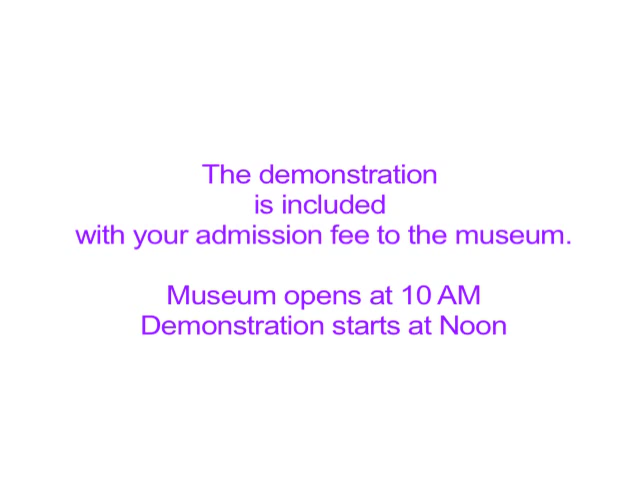 The demonstration
is included
with your admission fee to the museum.
Museum opens at 10 AM
Demonstration starts at Noon